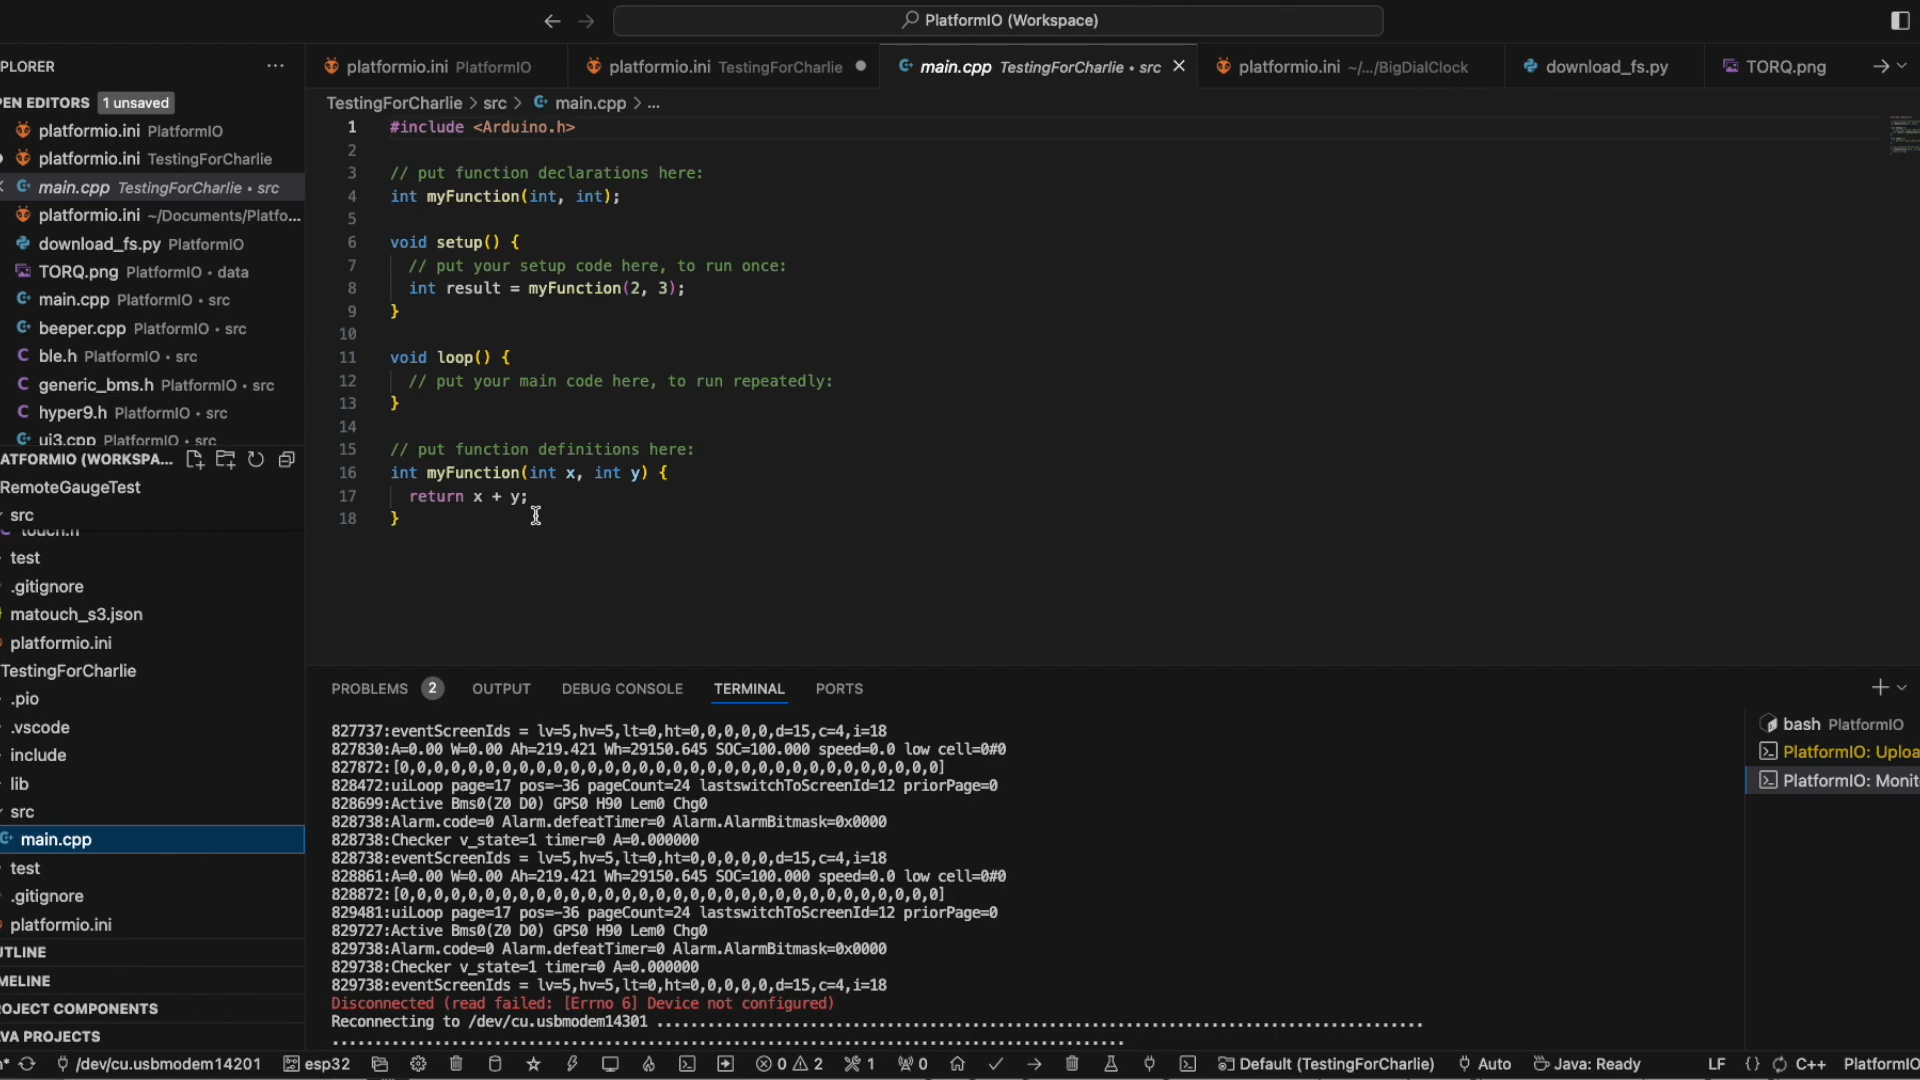 PlatformIO (Workspace)
PLORER
platformio.ini PlatformIO
platformio.ini TestingForCharlie
main.cpp TestingForCharlie • src
platformio.ini ~/.../BigDialClock
download_fs.py
TORQ.png
PEN EDITORS 1 unsaved
platformio.ini PlatformIO
platformio.ini TestingForCharlie
main.cpp TestingForCharlie • src
platformio.ini ~/Documents/Platfo...
download_fs.py PlatformIO
TORQ.png PlatformIO • data
main.cpp PlatformIO • src
beeper.cpp PlatformIO • src
ble.h PlatformIO • src
generic_bms.h PlatformIO • src
hyper9.h PlatformIO • src
ui3.cpp PlatformIO • src
ATFORMIO (WORKSPA...
RemoteGaugeTest
src
touch.h
test
.gitignore
matouch_s3.json
platformio.ini
TestingForCharlie
.pio
.vscode
include
lib
src
main.cpp
test
.gitignore
platformio.ini
UTLINE
MELINE
OJECT COMPONENTS
VA PROJECTS
TestingForCharlie > src > main.cpp > ...
1 #include <Arduino.h>
2
3 // put function declarations here:
4 int myFunction(int, int);
5
6 void setup() {
7 // put your setup code here, to run once:
8 int result = myFunction(2, 3);
9 }
10
11 void loop() {
12 // put your main code here, to run repeatedly:
13 }
14
15 // put function definitions here:
16 int myFunction(int x, int y) {
17 return x + y;
18 }
PROBLEMS 2 OUTPUT DEBUG CONSOLE TERMINAL PORTS
827737:eventScreenIds = lv=5,hv=5,lt=0,ht=0,0,0,0,0,d=15,c=4,i=18
827830:A=0.00 W=0.00 Ah=219.421 Wh=29150.645 SOC=100.000 speed=0.0 low cell=0#0
827872:[0,0,0,0,0,0,0,0,0,0,0,0,0,0,0,0,0,0,0,0,0,0,0,0,0,0,0,0,0,0,0,0]
828472:uiLoop page=17 pos=-36 pageCount=24 lastswitchToScreenId=12 priorPage=0
828699:Active Bms0(Z0 D0) GPS0 H90 Lem0 Chg0
828738:Alarm.code=0 Alarm.defeatTimer=0 Alarm.AlarmBitmask=0x0000
828738:Checker v_state=1 timer=0 A=0.000000
828738:eventScreenIds = lv=5,hv=5,lt=0,ht=0,0,0,0,0,d=15,c=4,i=18
828861:A=0.00 W=0.00 Ah=219.421 Wh=29150.645 SOC=100.000 speed=0.0 low cell=0#0
828872:[0,0,0,0,0,0,0,0,0,0,0,0,0,0,0,0,0,0,0,0,0,0,0,0,0,0,0,0,0,0,0,0]
829481:uiLoop page=17 pos=-36 pageCount=24 lastswitchToScreenId=12 priorPage=0
829727:Active Bms0(Z0 D0) GPS0 H90 Lem0 Chg0
829738:Alarm.code=0 Alarm.defeatTimer=0 Alarm.AlarmBitmask=0x0000
829738:Checker v_state=1 timer=0 A=0.000000
829738:eventScreenIds = lv=5,hv=5,lt=0,ht=0,0,0,0,0,d=15,c=4,i=18
Disconnected (read failed: [Errno 6] Device not configured)
Reconnecting to /dev/cu.usbmodem14301 ....................................................................................
........................................................................................
bash PlatformIO
PlatformIO: Uploa
PlatformIO: Monit
/dev/cu.usbmodem14201 esp32 0 2 1 0 Default (TestingForCharlie) Auto Java: Ready LF {} C++ PlatformIO